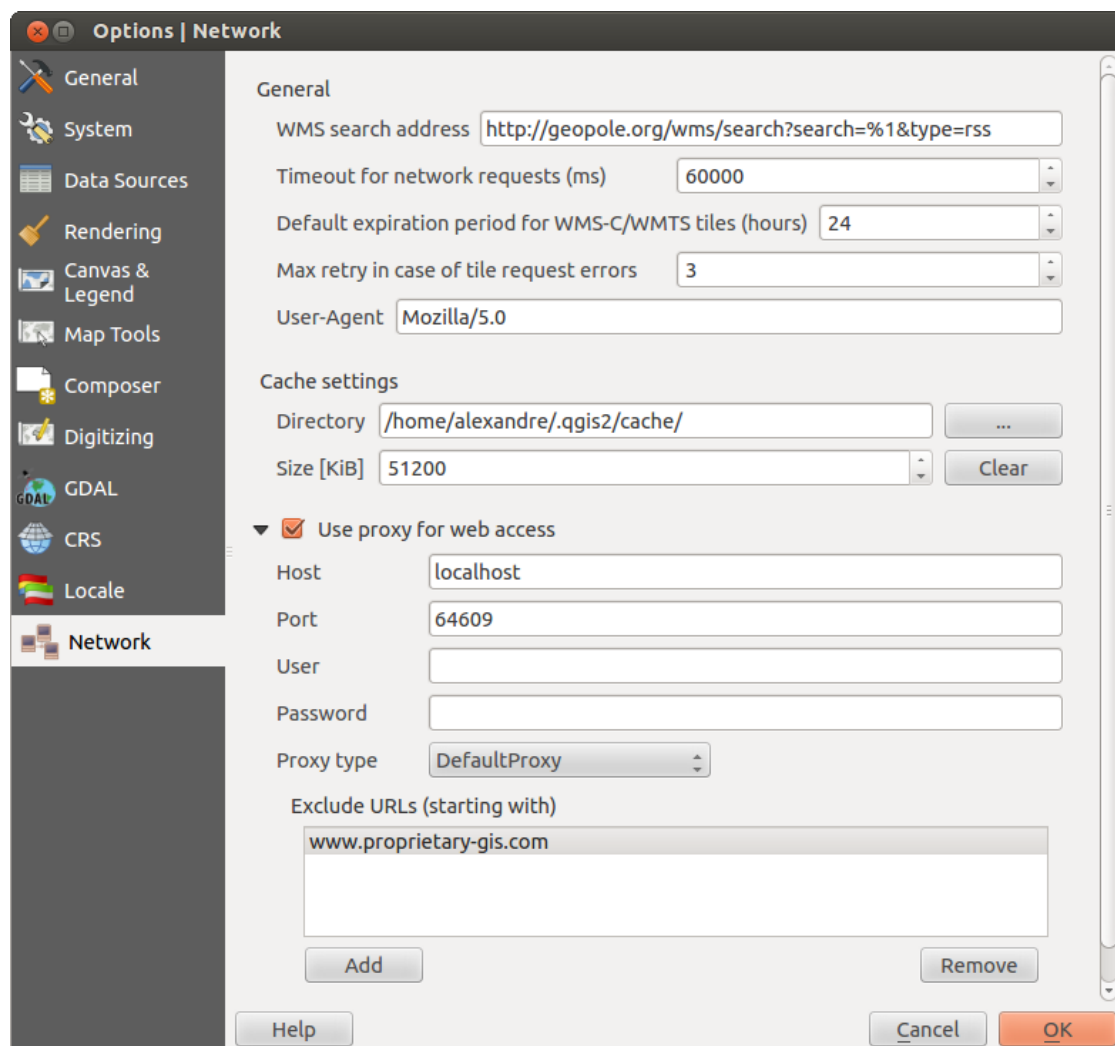 Options | Network
General
System
Data Sources
Rendering
Canvas &
Legend
Map Tools
Composer
Digitizing
GDAL
GDAL
CRS
Locale
Network
General
WMS search address http://geopole.org/wms/search?search=%1&type=rss
Timeout for network requests (ms) 60000
Default expiration period for WMS-C/WMTS tiles (hours) 24
Max retry in case of tile request errors 3
User-Agent Mozilla/5.0
Cache settings
Directory /home/alexandre/.qgis2/cache/ ...
Size [KiB] 51200 Clear
Use proxy for web access
Host localhost
Port 64609
User
Password
Proxy type DefaultProxy
Exclude URLs (starting with)
www.proprietary-gis.com
Add Remove
Help Cancel OK